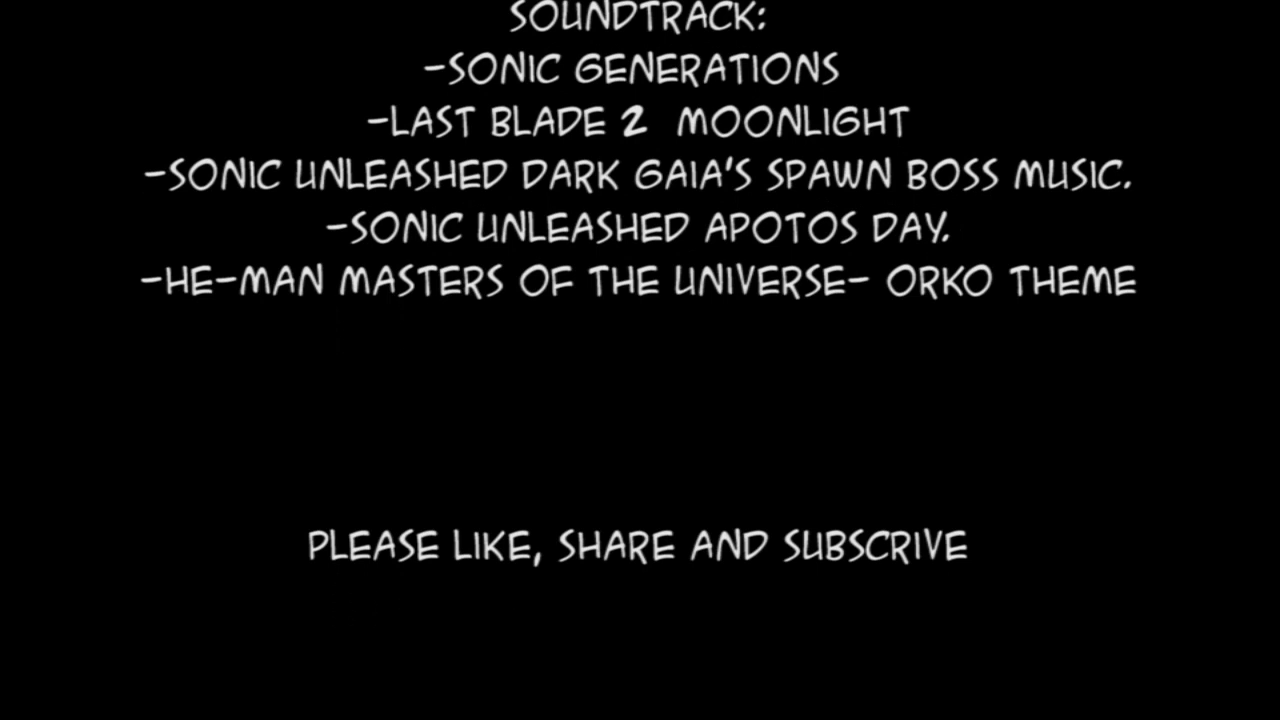 SOUNDTRACK:
-SONIC GENERATIONS
-LAST BLADE 2 MOONLIGHT
-SONIC UNLEASHED DARK GAIA'S SPAWN BOSS MUSIC.
-SONIC UNLEASHED APOTOS DAY.
-HE-MAN MASTERS OF THE UNIVERSE- ORKO THEME
PLEASE LIKE, SHARE AND SUBSCRIVE